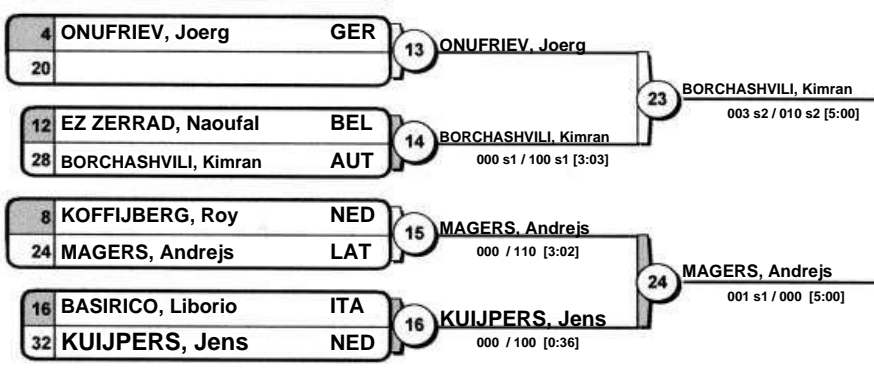 4 ONUFRIEV, Joerg GER
20
13 ONUFRIEV, Joerg
12 EZ ZERRAD, Naoufal BEL
28 BORCHASHVILI, Kimran AUT
14 BORCHASHVILI, Kimran
000 s1 / 100 s1 [3:03]
23 BORCHASHVILI, Kimran
003 s2 / 010 s2 [5:00]
8 KOFFIJBERG, Roy NED
24 MAGERS, Andrejs LAT
15 MAGERS, Andrejs
000 / 110 [3:02]
16 BASIRICO, Liborio ITA
32 KUIJPERS, Jens NED
16 KUIJPERS, Jens
000 / 100 [0:36]
24 MAGERS, Andrejs
001 s1 / 000 [5:00]